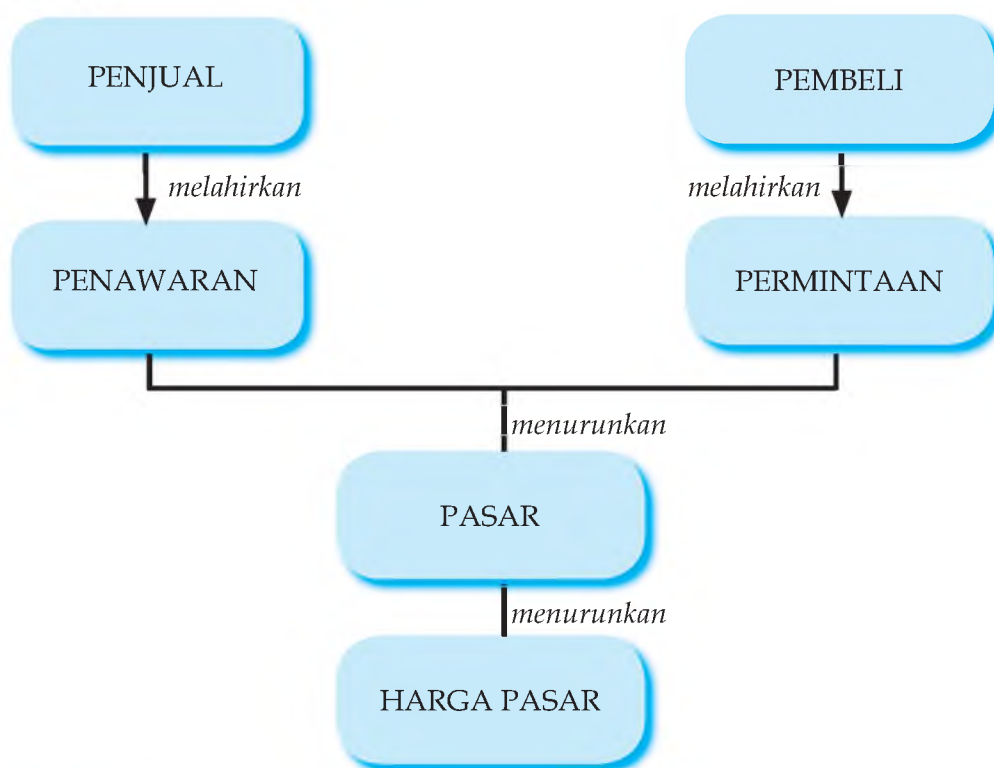 PENJUAL
PEMBELI
melahirkan
melahirkan
PENAWARAN
PERMINTAAN
menurunkan
PASAR
menurunkan
HARGA PASAR